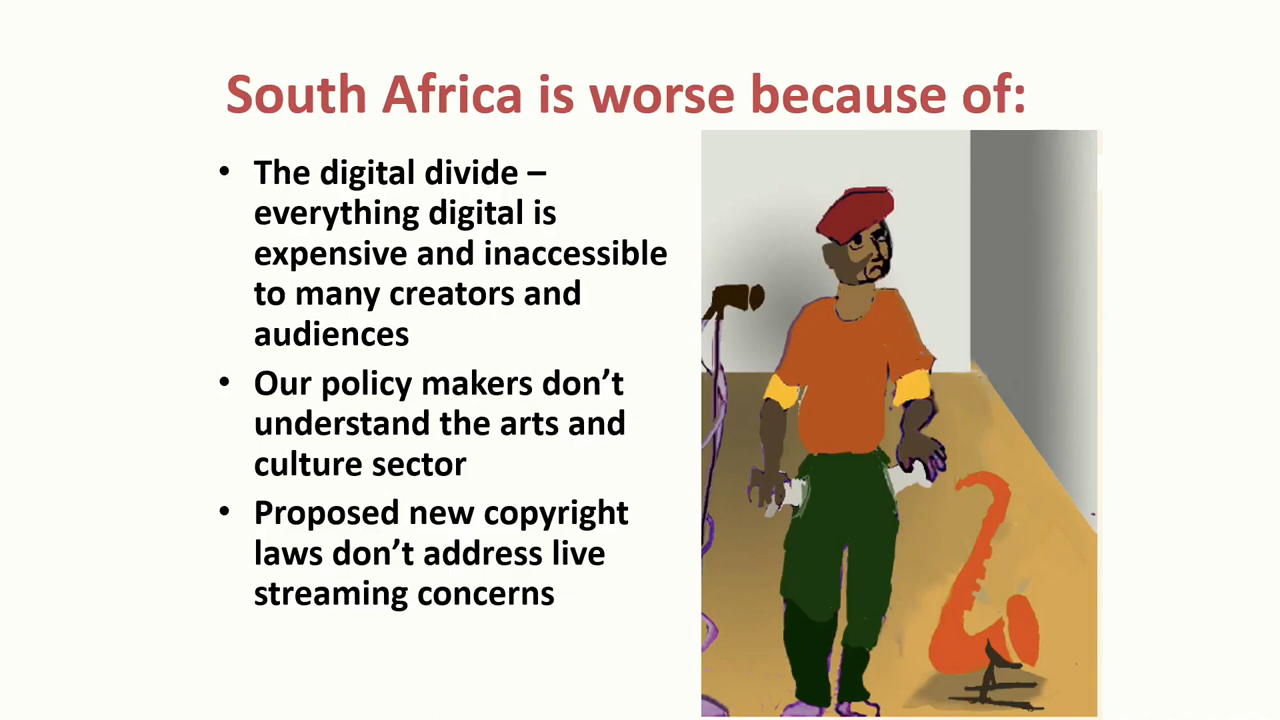 South Africa is worse because of:
• The digital divide –
everything digital is
expensive and inaccessible
to many creators and
audiences
• Our policy makers don’t
understand the arts and
culture sector
• Proposed new copyright
laws don’t address live
streaming concerns